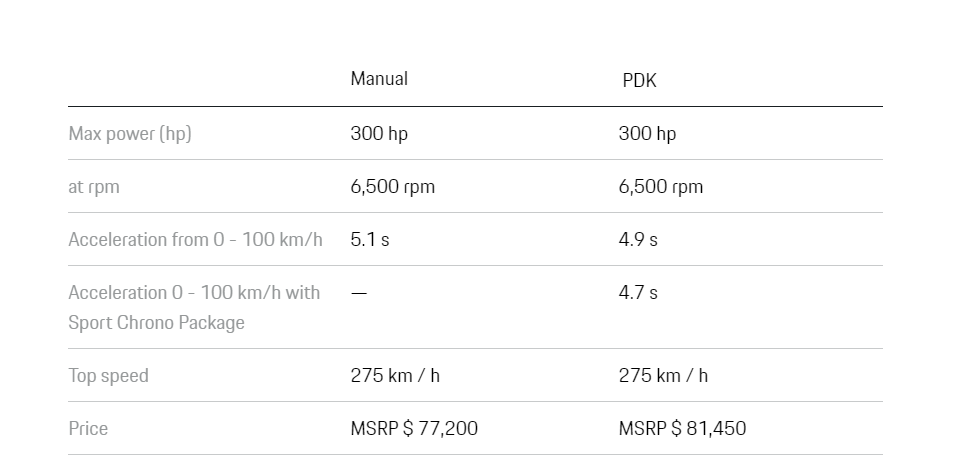 Manual PDK
Max power (hp) 300 hp 300 hp
at rpm 6,500 rpm 6,500 rpm
Acceleration from 0 - 100 km/h 5.1 s 4.9 s
Acceleration 0 - 100 km/h with — 4.7 s
Sport Chrono Package
Top speed 275 km / h 275 km / h
Price MSRP $ 77,200 MSRP $ 81,450